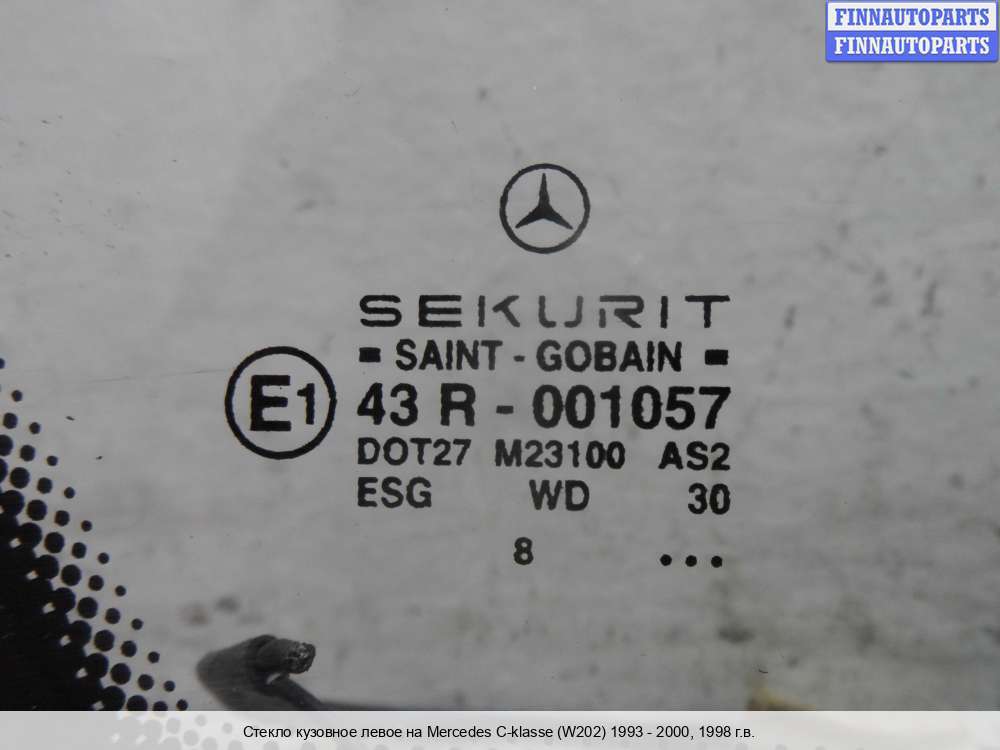 FINNAUTOPARTS
FINNAUTOPARTS
SEKURIT
SAINT - GOBAIN
E1 43 R - 001057
DOT27 M23100 AS2
ESG WD 30
8 ...
Стекло кузовное левое на Mercedes C-klasse (W202) 1993 - 2000, 1998 г.в.